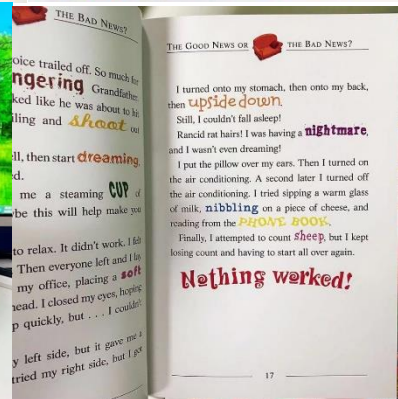 THE BAD NEWS?
oice trailed off. So much for
ngering Grandfather
ked like he was about to hi
ling and shoot out
ll, then start dreaming.
d.
me a steaming CUP of
be this will help make you
to relax. It didn't work. I felt
Then everyone left and I lay
my office, placing a soft
head. I closed my eyes, hoping
p quickly, but . . . I couldn't
y left side, but it gave me a
tried my right side, but I got
THE GOOD NEWS OR THE BAD NEWS?
I turned onto my stomach, then onto my back,
then upside down.
Still, I couldn't fall asleep!
Rancid rat hairs! I was having a nightmare,
and I wasn't even dreaming!
I put the pillow over my ears. Then I turned on
the air conditioning. A second later I turned off
the air conditioning. I tried sipping a warm glass
of milk, nibbling on a piece of cheese, and
reading from the PHONE BOOK.
Finally, I attempted to count sheep, but I kept
losing count and having to start all over again.
Nothing worked!
17